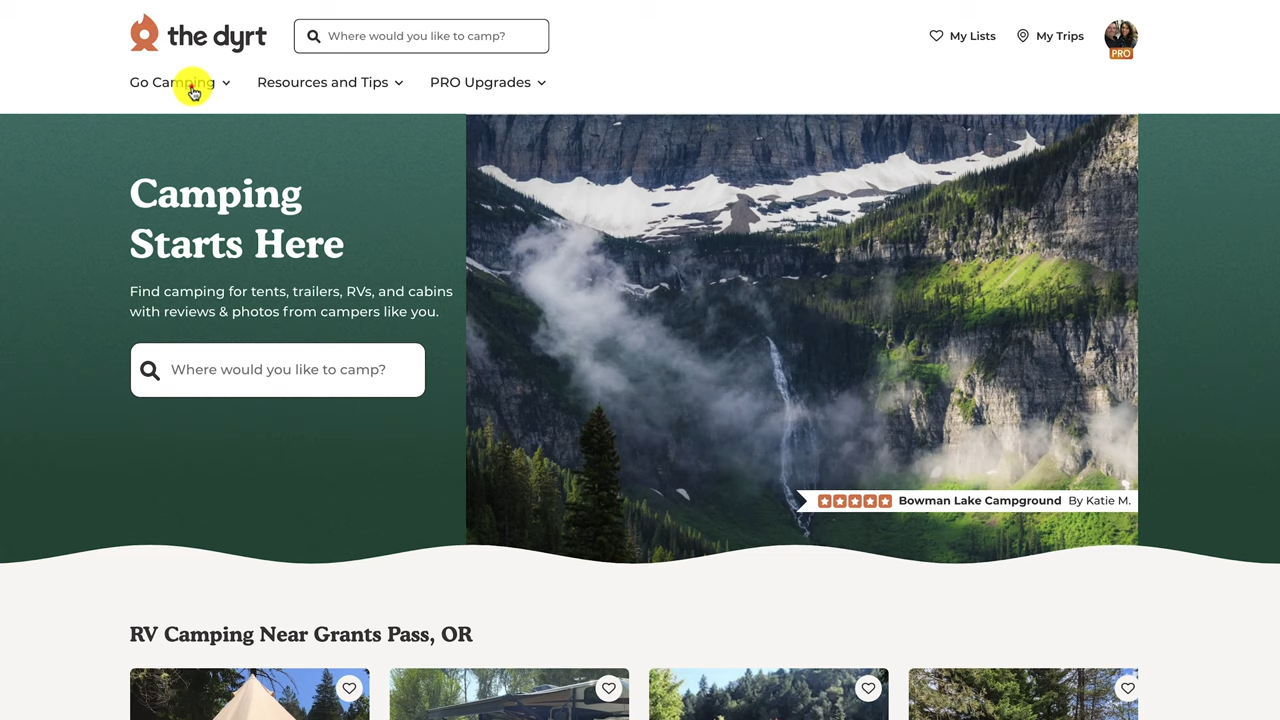 the dyrt
Where would you like to camp?
My Lists
My Trips
PRO
Go Camping
Resources and Tips
PRO Upgrades
Camping
Starts Here
Find camping for tents, trailers, RVs, and cabins
with reviews & photos from campers like you.
Where would you like to camp?
Bowman Lake Campground By Katie M.
RV Camping Near Grants Pass, OR